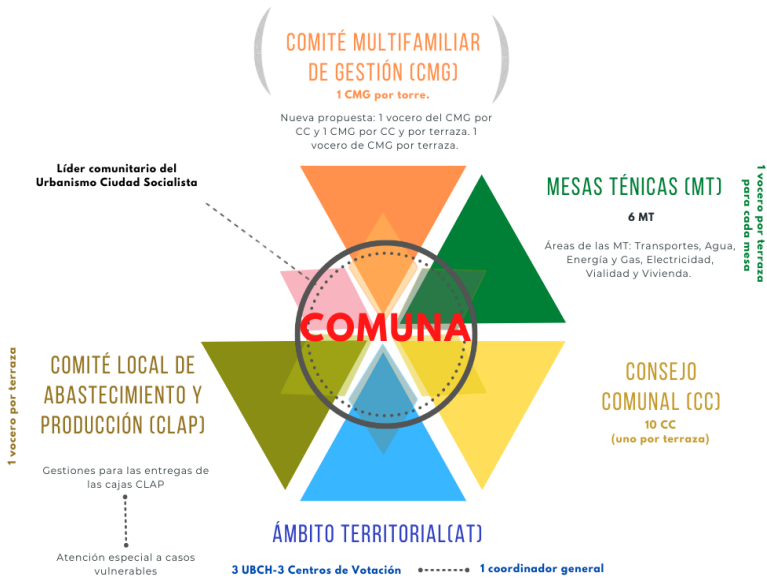 COMITÉ MULTIFAMILIAR
DE GESTIÓN (CMG)
1 CMG por torre.
Nueva propuesta: 1 vocero del CMG por
CC y 1 CMG por CC y por terraza. 1
vocero de CMG por terraza.
Líder comunitario del
Urbanismo Ciudad Socialista
MESAS TÉNICAS (MT)
6 MT
Áreas de las MT: Transportes, Agua,
Energía y Gas, Electricidad,
Vialidad y Vivienda.
1 vocero por terraza
para cada mesa
COMUNA
COMITÉ LOCAL DE
ABASTECIMIENTO Y
PRODUCCIÓN (CLAP)
1 vocero por terraza
Gestiones para las entregas de
las cajas CLAP
Atención especial a casos
vulnerables
CONSEJO
COMUNAL (CC)
10 CC
(uno por terraza)
ÁMBITO TERRITORIAL(AT)
3 UBCH-3 Centros de Votación
1 coordinador general